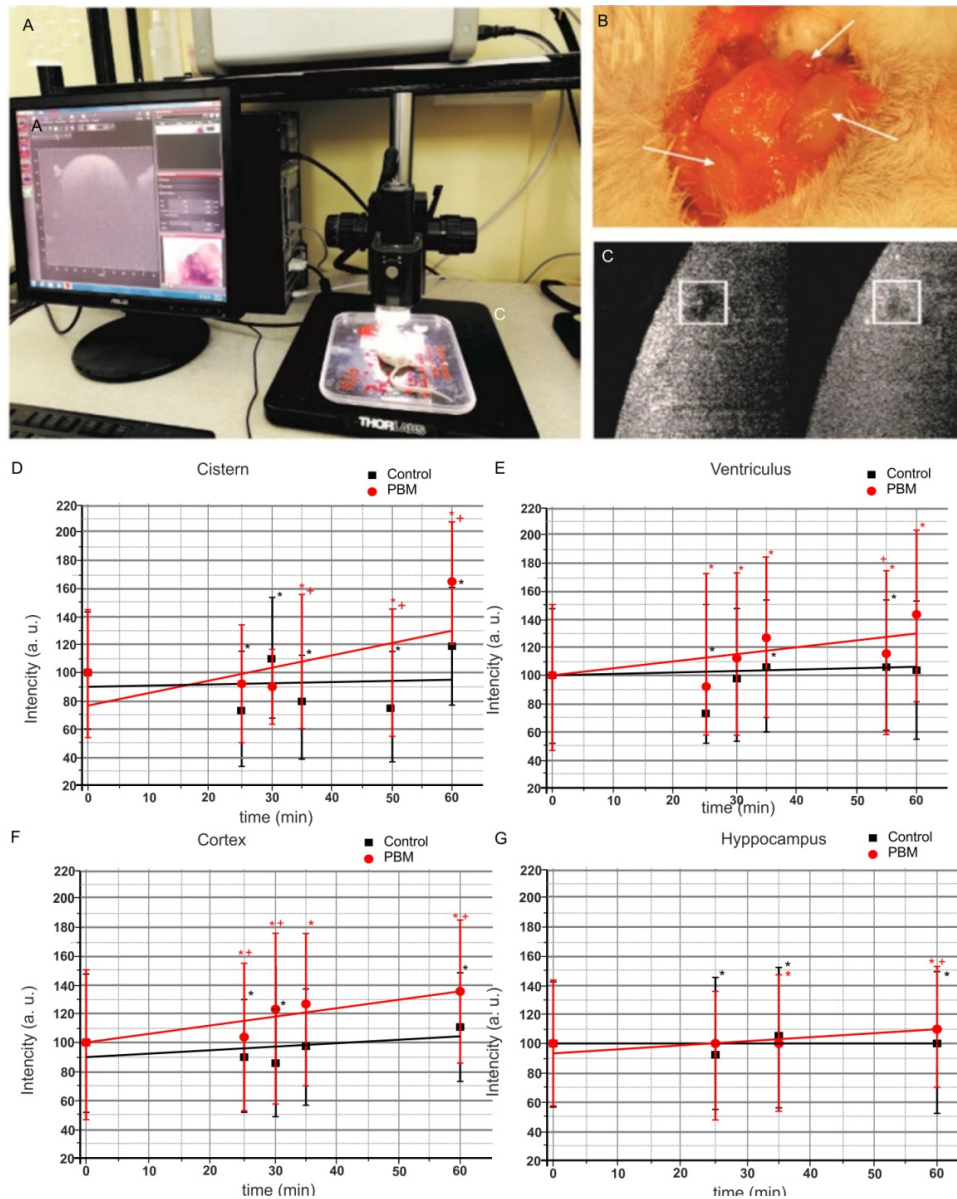 A
A
ASUS
C
THORLABS
B
C
D
Cistern
Control
PBM
220
200
180
160
140
120
100
80
60
40
20
Intencity (a. u.)
0
10
20
30
40
50
60
time (min)
E
Ventriculus
Control
PBM
220
200
180
160
140
120
100
80
60
40
20
Intencity (a. u.)
0
10
20
30
40
50
60
time (min)
F
Cortex
Control
PBM
220
200
180
160
140
120
100
80
60
40
20
Intencity (a. u.)
0
10
20
30
40
50
60
time (min)
G
Hyppocampus
Control
PBM
220
200
180
160
140
120
100
80
60
40
20
Intencity (a. u.)
0
10
20
30
40
50
60
time (min)